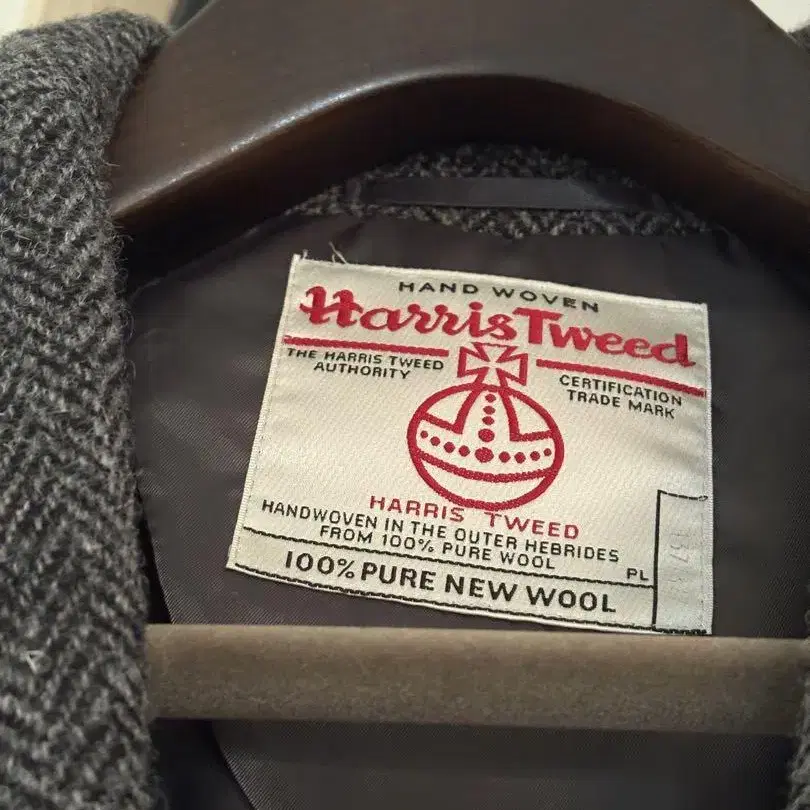 HAND WOVEN
Harris Tweed
THE HARRIS TWEED
AUTHORITY
CERTIFICATION
TRADE MARK
HARRIS TWEED
HANDWOVEN IN THE OUTER HEBRIDES
FROM 100% PURE WOOL
PL
100% PURE NEW WOOL